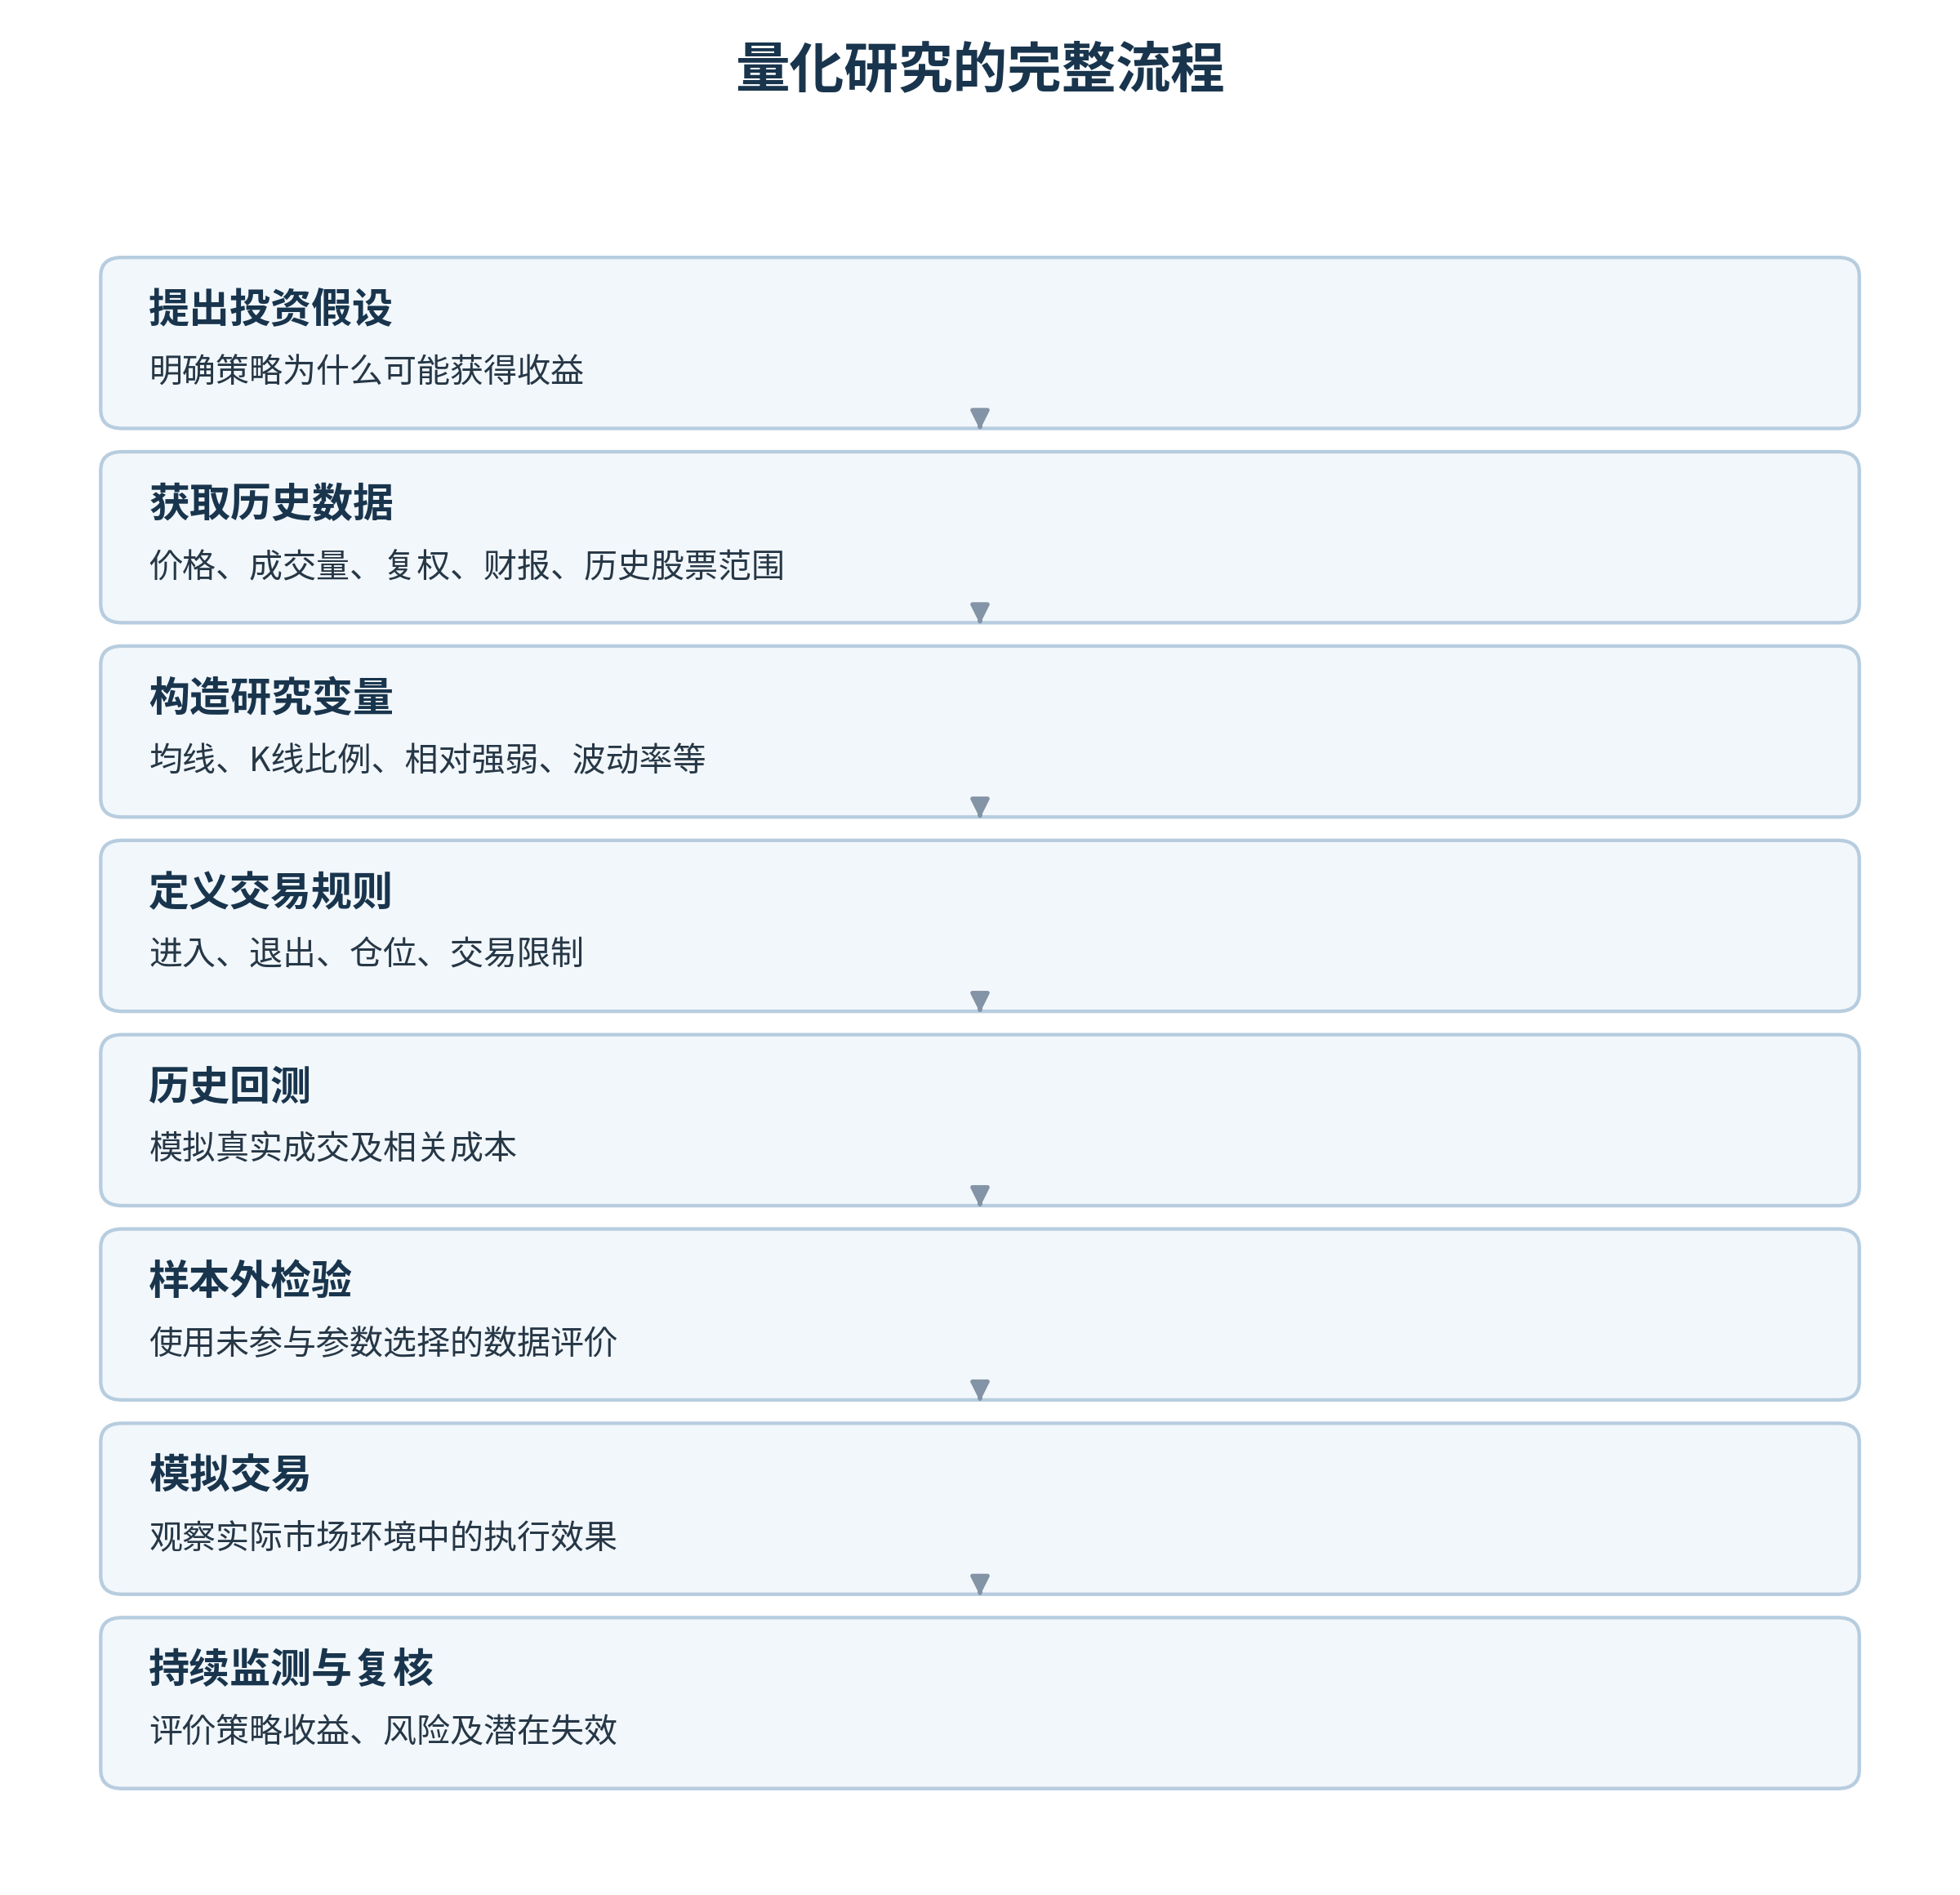 量化研究的完整流程
提出投资假设
明确策略为什么可能获得收益
获取历史数据
价格、成交量、复权、财报、历史股票范围
构造研究变量
均线、K线比例、相对强弱、波动率等
定义交易规则
进入、退出、仓位、交易限制
历史回测
模拟真实成交及相关成本
样本外检验
使用未参与参数选择的数据评价
模拟交易
观察实际市场环境中的执行效果
持续监测与复核
评价策略收益、风险及潜在失效